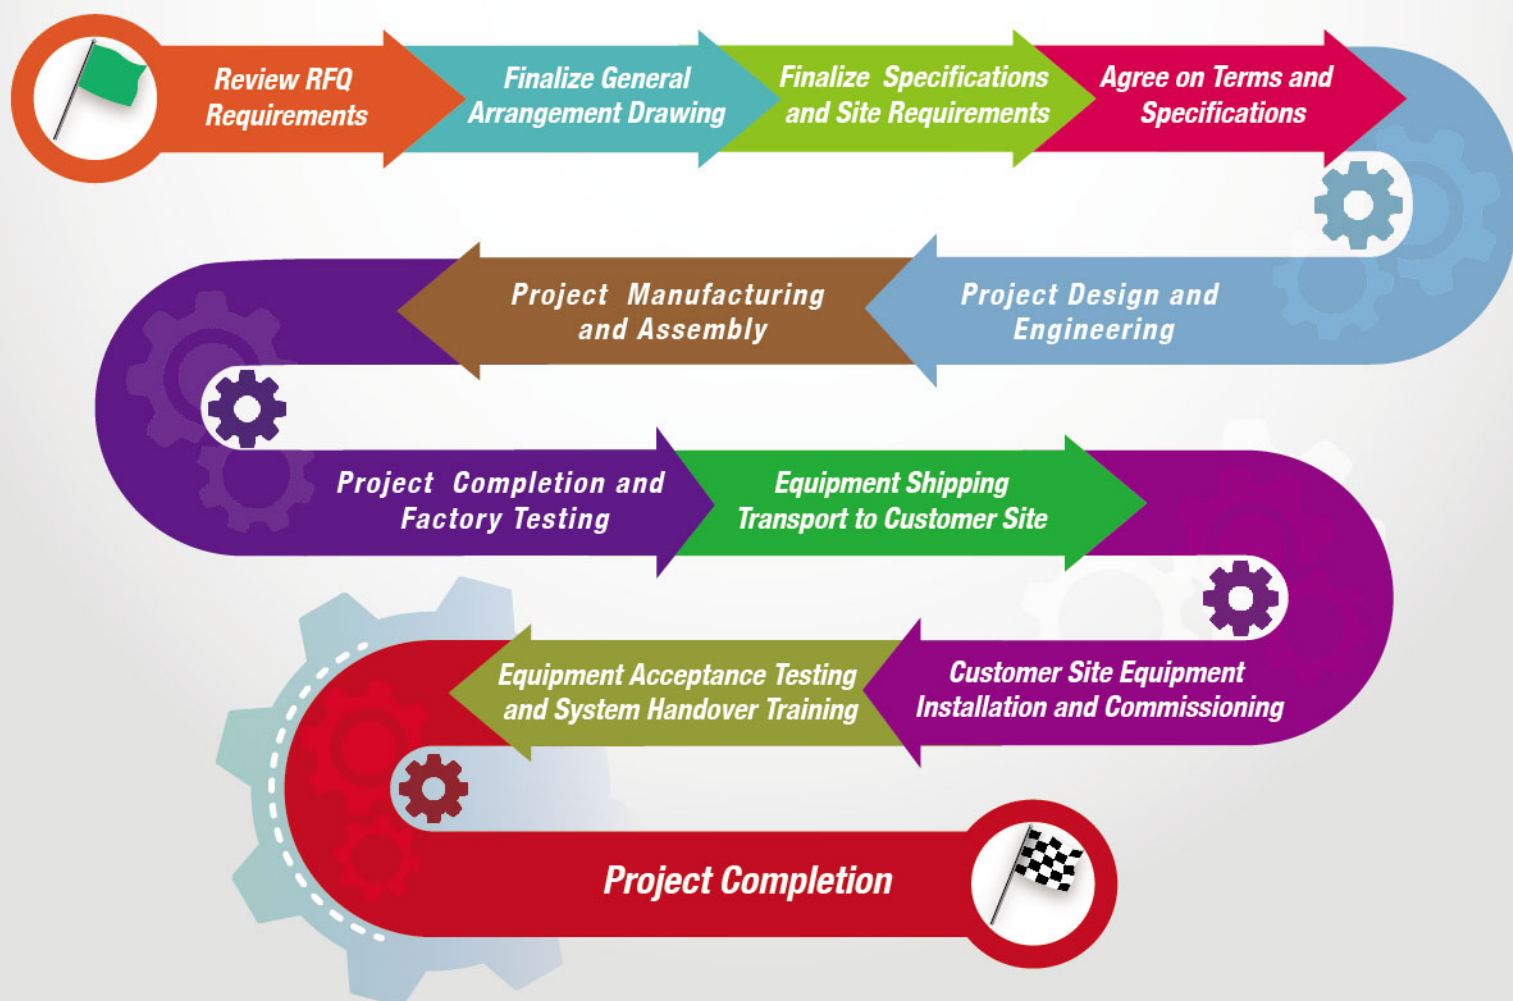 Review RFQ
Requirements
Finalize General
Arrangement Drawing
Finalize Specifications
and Site Requirements
Agree on Terms and
Specifications
Project Design and
Engineering
Project Manufacturing
and Assembly
Project Completion and
Factory Testing
Equipment Shipping
Transport to Customer Site
Customer Site Equipment
Installation and Commissioning
Equipment Acceptance Testing
and System Handover Training
Project Completion